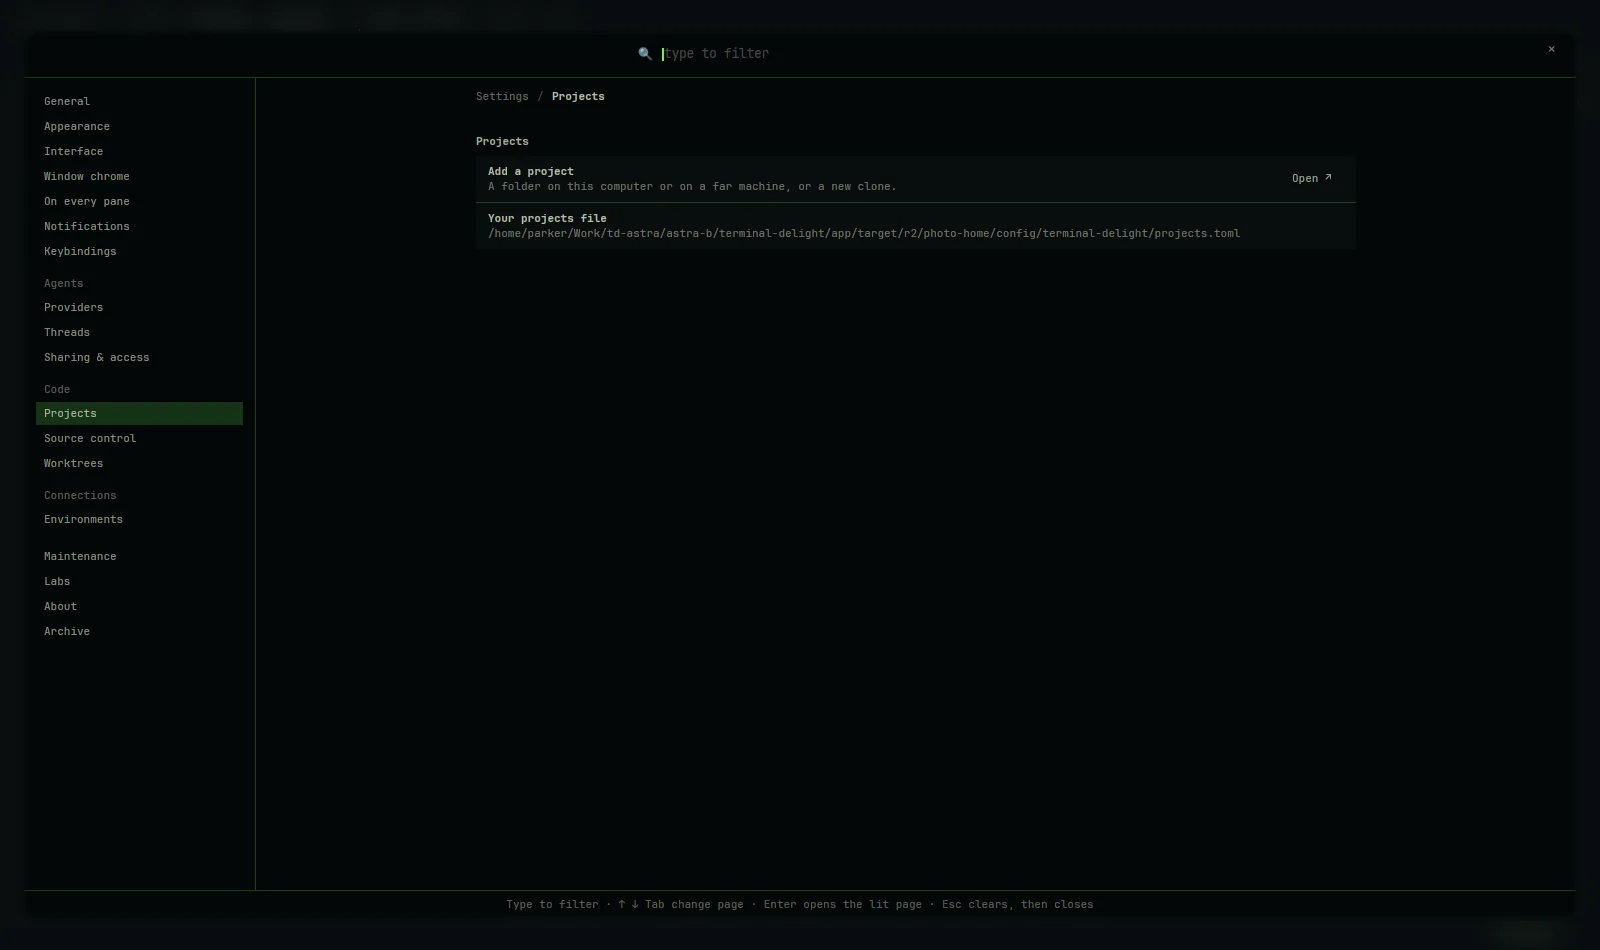 🔍 type to filter
×
General
Appearance
Interface
Window chrome
On every pane
Notifications
Keybindings
Agents
Providers
Threads
Sharing & access
Code
Projects
Source control
Worktrees
Connections
Environments
Maintenance
Labs
About
Archive
Settings / Projects
Projects
Add a project
A folder on this computer or on a far machine, or a new clone.
Open ↗
Your projects file
/home/parker/Work/td-astra/astra-b/terminal-delight/app/target/r2/photo-home/config/terminal-delight/projects.toml
Type to filter · ↑ ↓ Tab change page · Enter opens the lit page · Esc clears, then closes